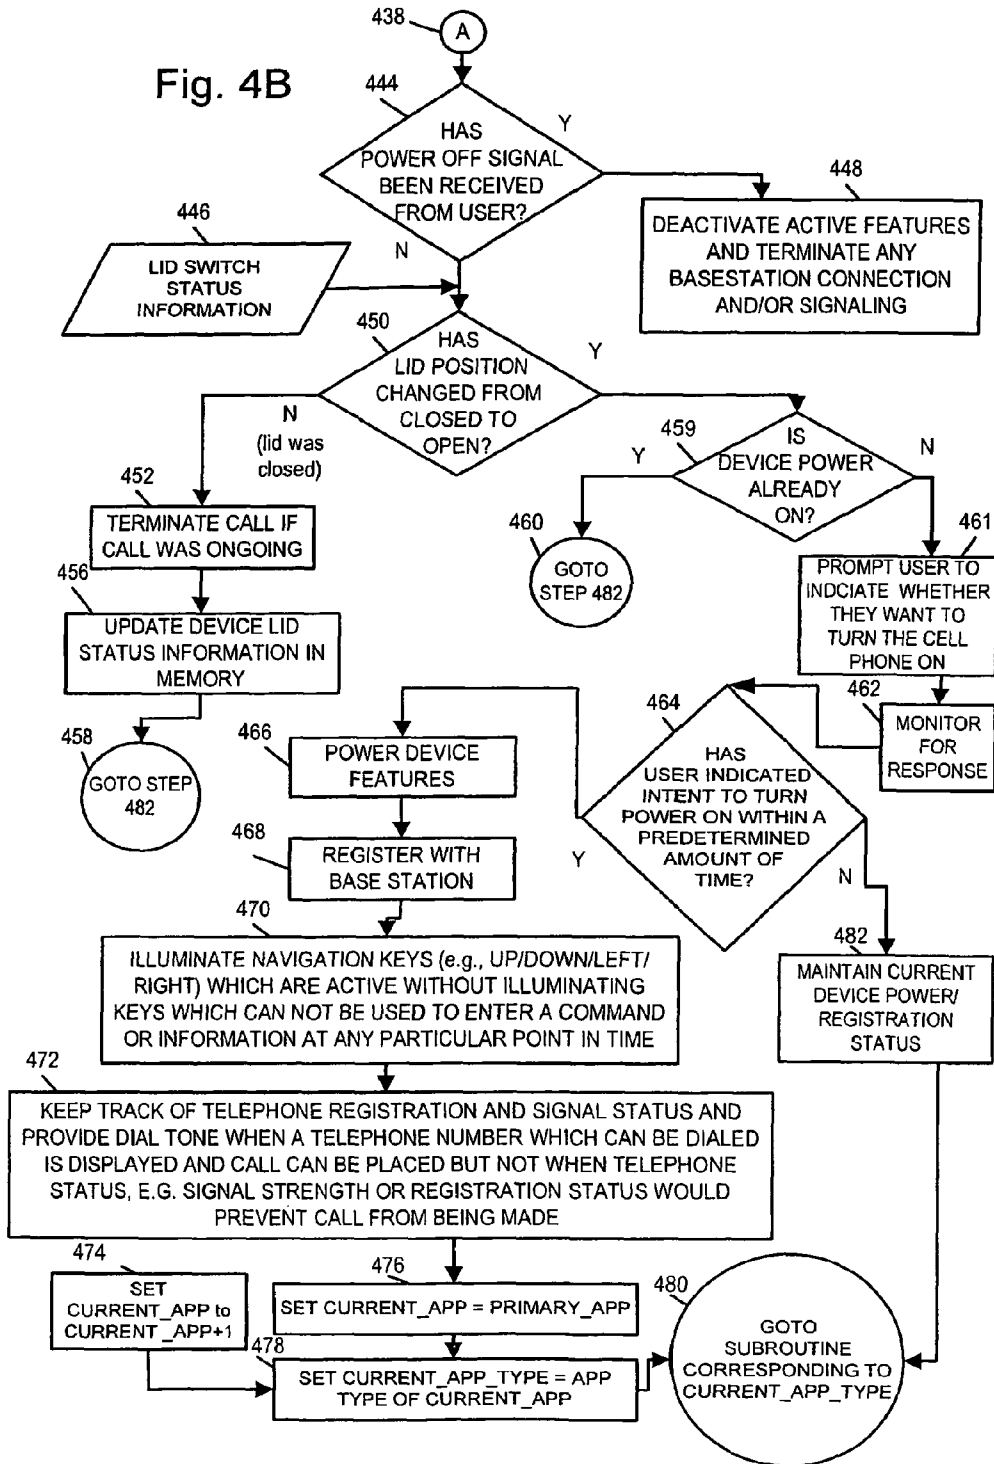 438
A
Fig. 4B
444
HAS
POWER OFF SIGNAL
BEEN RECEIVED
FROM USER?
Y
N
448
DEACTIVATE ACTIVE FEATURES
AND TERMINATE ANY
BASESTATION CONNECTION
AND/OR SIGNALING
446
LID SWITCH
STATUS
INFORMATION
450
HAS
LID POSITION
CHANGED FROM
CLOSED TO
OPEN?
Y
N
(lid was
closed)
459
IS
DEVICE POWER
ALREADY
ON?
Y
N
452
TERMINATE CALL IF
CALL WAS ONGOING
460
GOTO
STEP 482
461
PROMPT USER TO
INDCIATE WHETHER
THEY WANT TO
TURN THE CELL
PHONE ON
456
UPDATE DEVICE LID
STATUS INFORMATION IN
MEMORY
462
MONITOR
FOR
RESPONSE
458
GOTO STEP
482
464
HAS
USER INDICATED
INTENT TO TURN
POWER ON WITHIN A
PREDETERMINED
AMOUNT OF
TIME?
Y
N
466
POWER DEVICE
FEATURES
468
REGISTER WITH
BASE STATION
470
ILLUMINATE NAVIGATION KEYS (e.g., UP/DOWN/LEFT/
RIGHT) WHICH ARE ACTIVE WITHOUT ILLUMINATING
KEYS WHICH CAN NOT BE USED TO ENTER A COMMAND
OR INFORMATION AT ANY PARTICULAR POINT IN TIME
482
MAINTAIN CURRENT
DEVICE POWER/
REGISTRATION
STATUS
472
KEEP TRACK OF TELEPHONE REGISTRATION AND SIGNAL STATUS AND
PROVIDE DIAL TONE WHEN A TELEPHONE NUMBER WHICH CAN BE DIALED
IS DISPLAYED AND CALL CAN BE PLACED BUT NOT WHEN TELEPHONE
STATUS, E.G. SIGNAL STRENGTH OR REGISTRATION STATUS WOULD
PREVENT CALL FROM BEING MADE
474
SET
CURRENT_APP to
CURRENT_APP+1
476
SET CURRENT_APP = PRIMARY_APP
478
SET CURRENT_APP_TYPE = APP
TYPE OF CURRENT_APP
480
GOTO
SUBROUTINE
CORRESPONDING TO
CURRENT_APP_TYPE